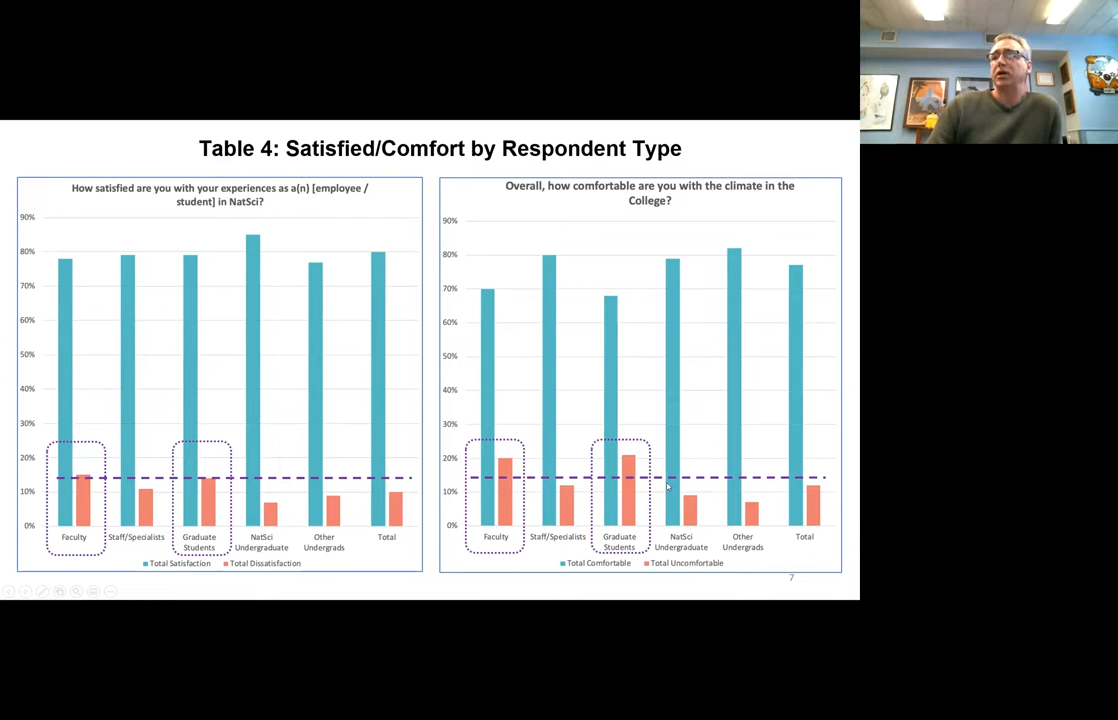 Table 4: Satisfied/Comfort by Respondent Type
How satisfied are you with your experiences as a(n) [employee /
student] in NatSci?
90%
80%
70%
60%
50%
40%
30%
20%
10%
0%
Faculty
Staff/Specialists
Graduate
Students
NatSci
Undergraduate
Other
Undergrads
Total
Total Satisfaction
Total Dissatisfaction
Overall, how comfortable are you with the climate in the
College?
90%
80%
70%
60%
50%
40%
30%
20%
10%
0%
Faculty
Staff/Specialists
Graduate
Students
NatSci
Undergraduate
Other
Undergrads
Total
Total Comfortable
Total Uncomfortable
7